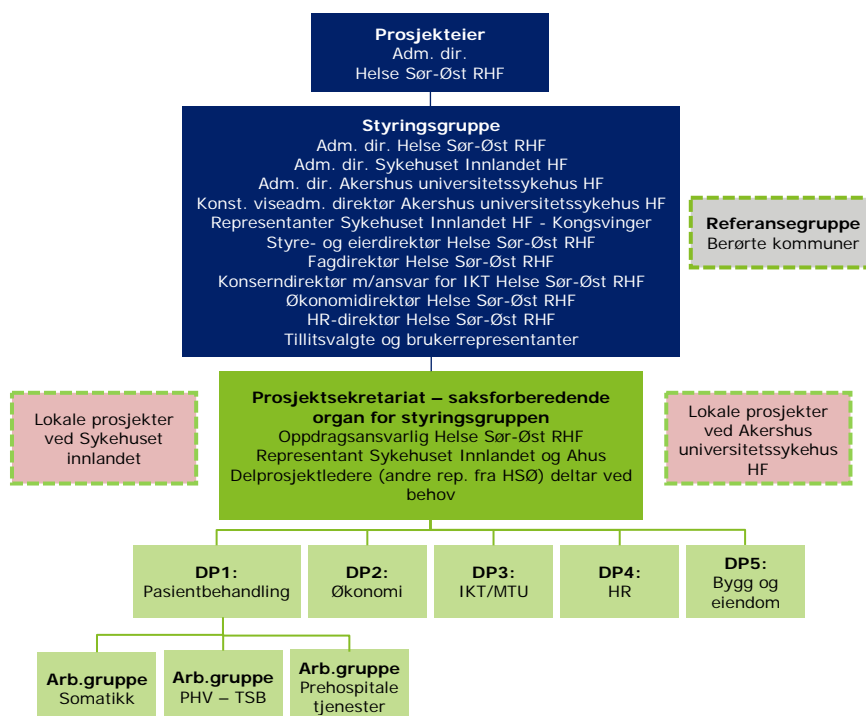 Prosjekteier
Adm. dir.
Helse Sør-Øst RHF
Styringsgruppe
Adm. dir. Helse Sør-Øst RHF
Adm. dir. Sykehuset Innlandet HF
Adm. dir. Akershus universitetssykehus HF
Konst. viseadm. direktør Akershus universitetssykehus HF
Representanter Sykehuset Innlandet HF - Kongsvinger
Styre- og eierdirektør Helse Sør-Øst RHF
Fagdirektør Helse Sør-Øst RHF
Konserndirektør m/ansvar for IKT Helse Sør-Øst RHF
Økonomidirektør Helse Sør-Øst RHF
HR-direktør Helse Sør-Øst RHF
Tillitsvalgte og brukerrepresentanter
Referansegruppe
Berørte kommuner
Lokale prosjekter
ved Sykehuset
innlandet
Prosjektsekretariat – saksforberedende
organ for styringsgruppen
Oppdragsansvarlig Helse Sør-Øst RHF
Representant Sykehuset Innlandet og Ahus
Delprosjektledere (andre rep. fra HSØ) deltar ved
behov
Lokale prosjekter
ved Akershus
universitetssykehus
HF
DP1:
Pasientbehandling
DP2:
Økonomi
DP3:
IKT/MTU
DP4:
HR
DP5:
Bygg og
eiendom
Arb.gruppe
Somatikk
Arb.gruppe
PHV – TSB
Arb.gruppe
Prehospitale
tjenester